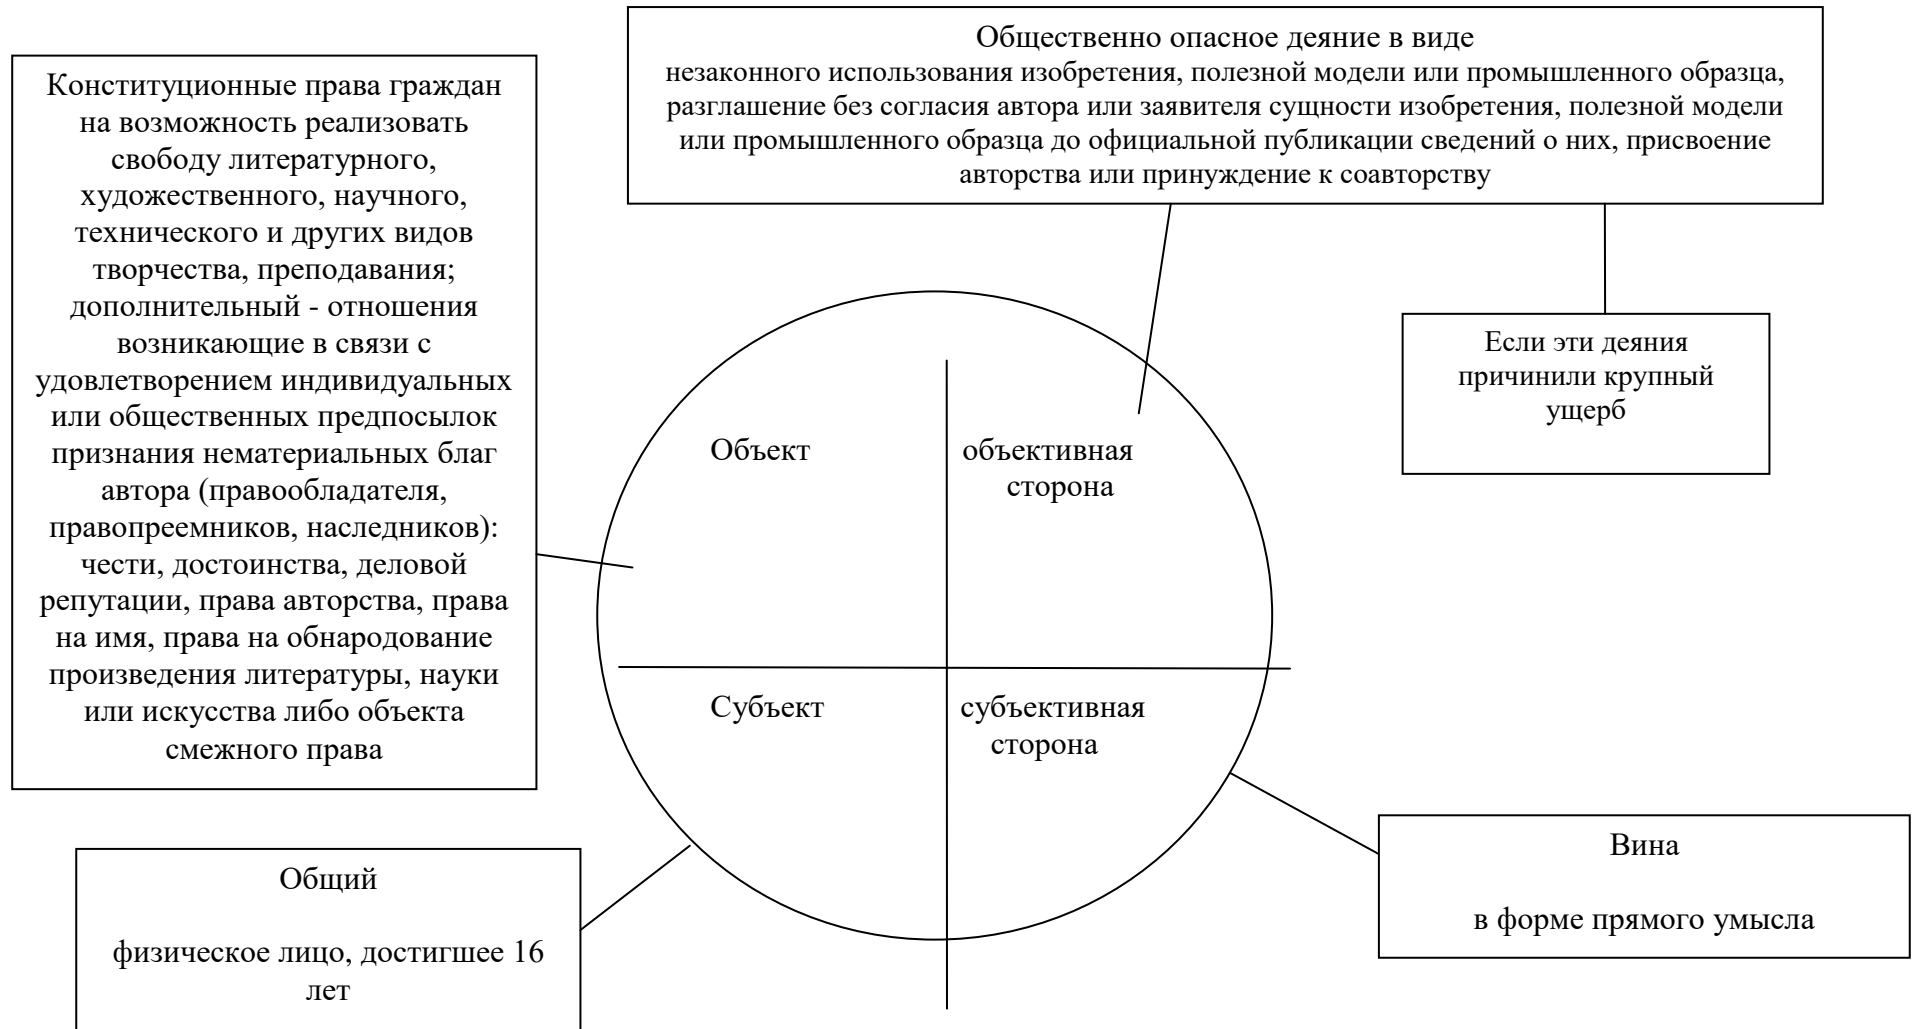 Общественно опасное деяние в виде
незаконного использования изобретения, полезной модели или промышленного образца,
разглашение без согласия автора или заявителя сущности изобретения, полезной модели
или промышленного образца до официальной публикации сведений о них, присвоение
авторства или принуждение к соавторству
Конституционные права граждан
на возможность реализовать
свободу литературного,
художественного, научного,
технического и других видов
творчества, преподавания;
дополнительный - отношения
возникающие в связи с
удовлетворением индивидуальных
или общественных предпосылок
признания нематериальных благ
автора (правообладателя,
правопреемников, наследников):
чести, достоинства, деловой
репутации, права авторства, права
на имя, права на обнародование
произведения литературы, науки
или искусства либо объекта
смежного права
Если эти деяния
причинили крупный
ущерб
Объект
объективная
сторона
Субъект
субъективная
сторона
Общий
физическое лицо, достигшее 16
лет
Вина
в форме прямого умысла